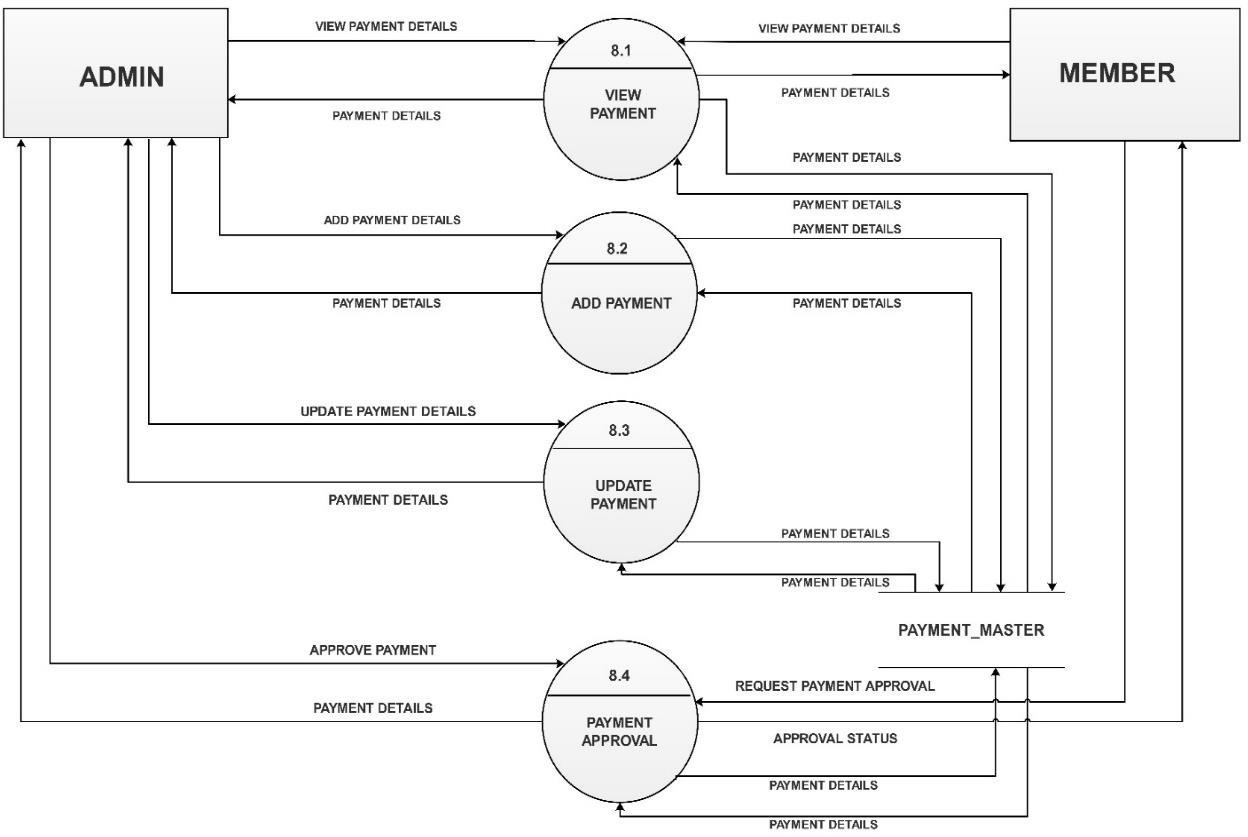 VIEW PAYMENT DETAILS
VIEW PAYMENT DETAILS
8.1
ADMIN
MEMBER
VIEW
PAYMENT
PAYMENT DETAILS
PAYMENT DETAILS
PAYMENT DETAILS
PAYMENT DETAILS
ADD PAYMENT DETAILS
PAYMENT DETAILS
8.2
ADD PAYMENT
PAYMENT DETAILS
PAYMENT DETAILS
UPDATE PAYMENT DETAILS
8.3
UPDATE
PAYMENT
PAYMENT DETAILS
PAYMENT DETAILS
PAYMENT DETAILS
PAYMENT_MASTER
APPROVE PAYMENT
8.4
REQUEST PAYMENT APPROVAL
PAYMENT DETAILS
PAYMENT
APPROVAL
APPROVAL STATUS
PAYMENT DETAILS
PAYMENT DETAILS